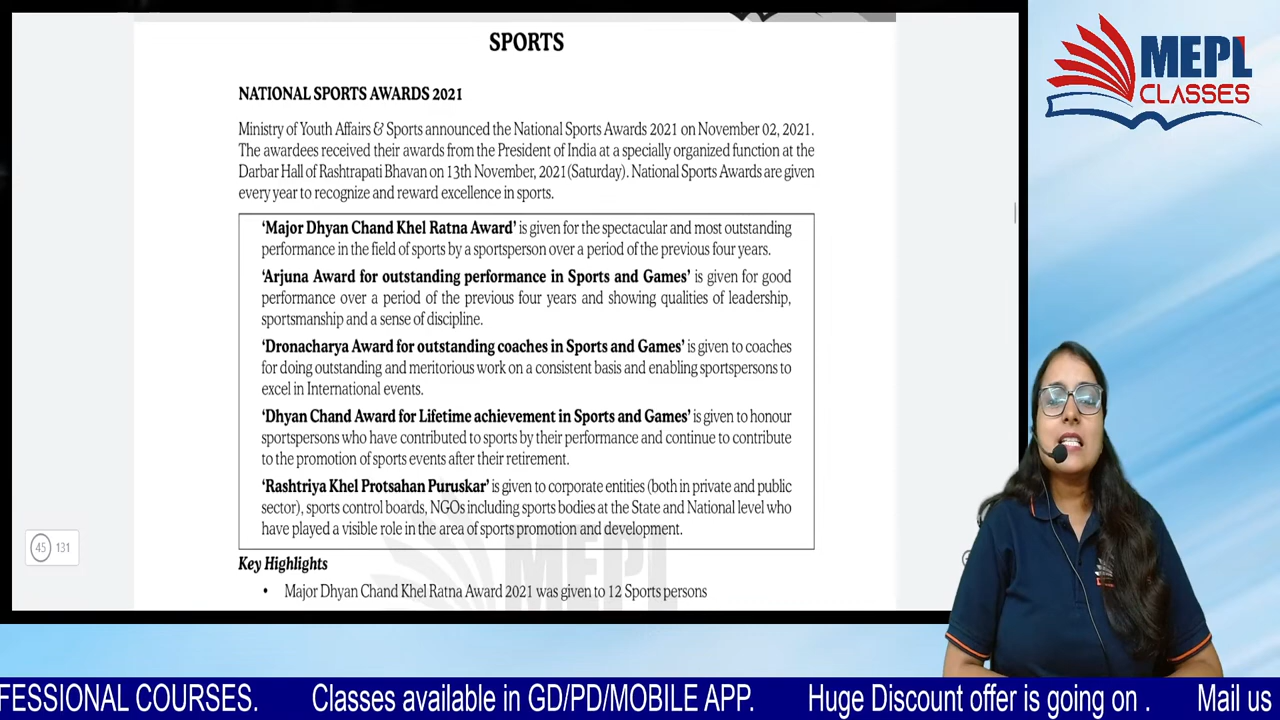 SPORTS
NATIONAL SPORTS AWARDS 2021
Ministry of Youth Affairs & Sports announced the National Sports Awards 2021 on November 02, 2021.
The awardees received their awards from the President of India at a specially organized function at the
Darbar Hall of Rashtrapati Bhavan on 13th November, 2021(Saturday). National Sports Awards are given
every year to recognize and reward excellence in sports.
‘Major Dhyan Chand Khel Ratna Award’ is given for the spectacular and most outstanding
performance in the field of sports by a sportsperson over a period of the previous four years.
‘Arjuna Award for outstanding performance in Sports and Games’ is given for good
performance over a period of the previous four years and showing qualities of leadership,
sportsmanship and a sense of discipline.
‘Dronacharya Award for outstanding coaches in Sports and Games’ is given to coaches
for doing outstanding and meritorious work on a consistent basis and enabling sportspersons to
excel in International events.
‘Dhyan Chand Award for Lifetime achievement in Sports and Games’ is given to honour
sportspersons who have contributed to sports by their performance and continue to contribute
to the promotion of sports events after their retirement.
‘Rashtriya Khel Protsahan Puruskar’ is given to corporate entities (both in private and public
sector), sports control boards, NGOs including sports bodies at the State and National level who
have played a visible role in the area of sports promotion and development.
MEPL
Key Highlights
• Major Dhyan Chand Khel Ratna Award 2021 was given to 12 Sports persons
45 131
MEPL
CLASSES
FESSIONAL COURSES. Classes available in GD/PD/MOBILE APP. Huge Discount offer is going on . Mail us